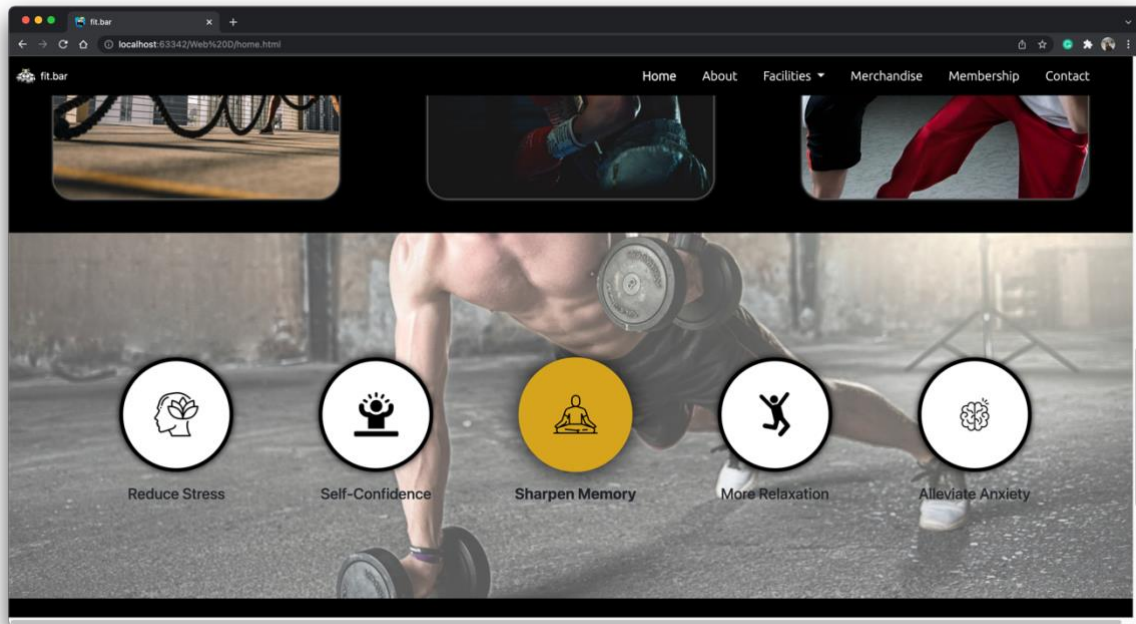 fit.bar
localhost:63342/Web%20D/home.html
fit.bar
Home About Facilities Merchandise Membership Contact
Reduce Stress Self-Confidence Sharpen Memory More Relaxation Alleviate Anxiety